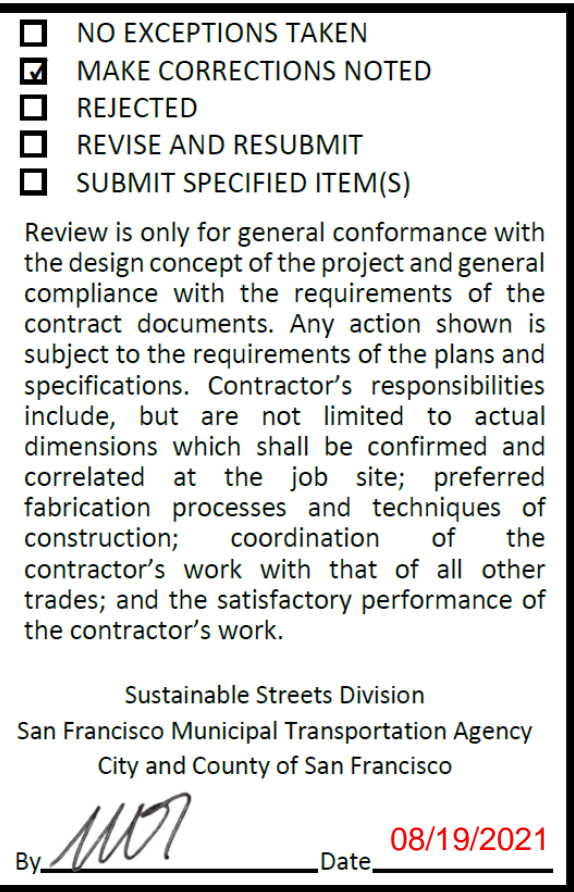 NO EXCEPTIONS TAKEN
MAKE CORRECTIONS NOTED
REJECTED
REVISE AND RESUBMIT
SUBMIT SPECIFIED ITEM(S)
Review is only for general conformance with
the design concept of the project and general
compliance with the requirements of the
contract documents. Any action shown is
subject to the requirements of the plans and
specifications. Contractor's responsibilities
include, but are not limited to actual
dimensions which shall be confirmed and
correlated at the job site; preferred
fabrication processes and techniques of
construction; coordination of the
contractor's work with that of all other
trades; and the satisfactory performance of
the contractor's work.
Sustainable Streets Division
San Francisco Municipal Transportation Agency
City and County of San Francisco
By Date 08/19/2021